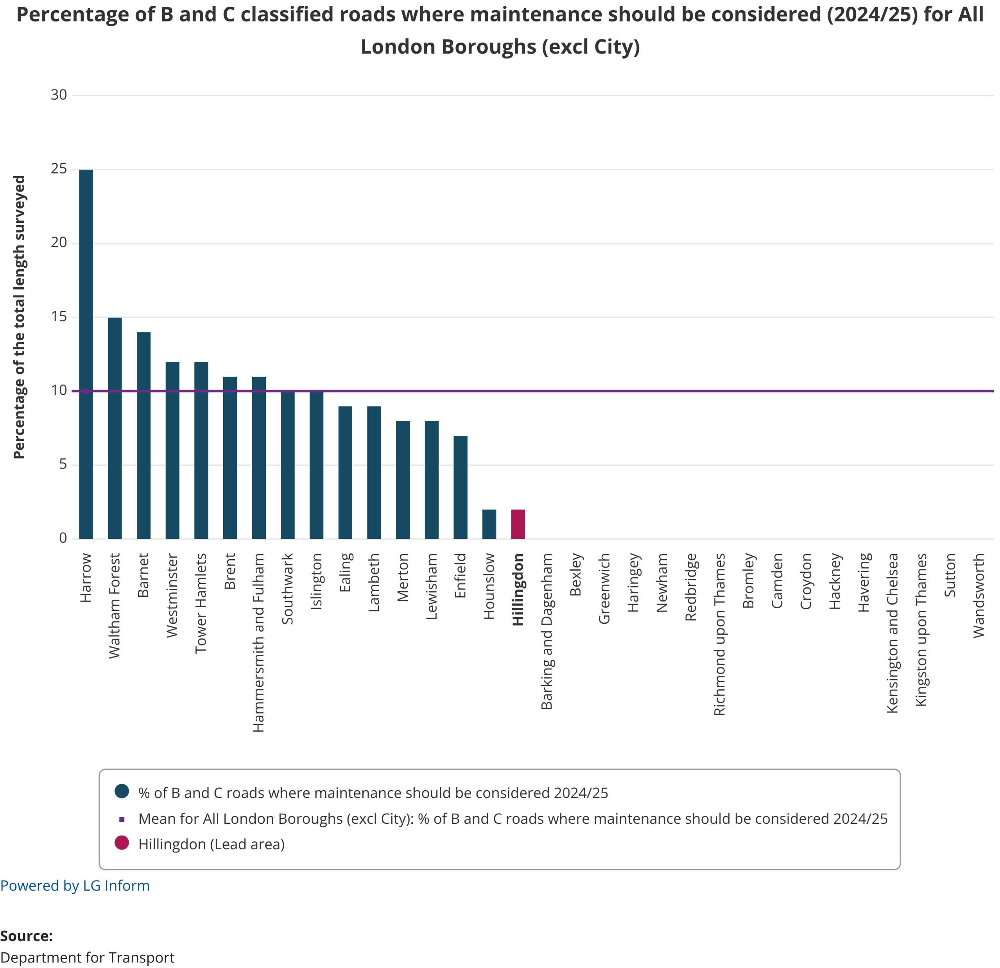 Percentage of B and C classified roads where maintenance should be considered (2024/25) for All
London Boroughs (excl City)
30
25
20
15
10
5
0
Percentage of the total length surveyed
Harrow
Waltham Forest
Barnet
Westminster
Tower Hamlets
Brent
Hammersmith and Fulham
Southwark
Islington
Ealing
Lambeth
Merton
Lewisham
Enfield
Hounslow
Hillingdon
Barking and Dagenham
Bexley
Greenwich
Haringey
Newham
Redbridge
Richmond upon Thames
Bromley
Camden
Croydon
Hackney
Havering
Kensington and Chelsea
Kingston upon Thames
Sutton
Wandsworth
% of B and C roads where maintenance should be considered 2024/25
Mean for All London Boroughs (excl City): % of B and C roads where maintenance should be considered 2024/25
Hillingdon (Lead area)
Powered by LG Inform
Source:
Department for Transport